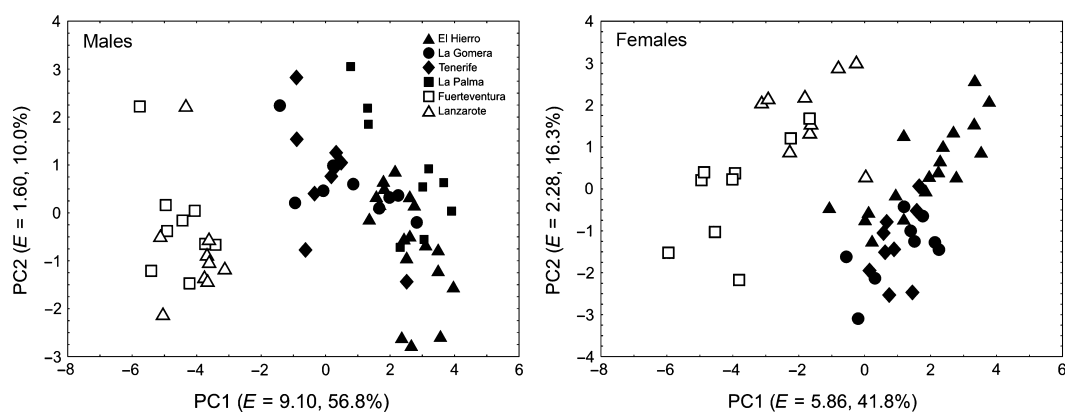 Males
El Hierro
La Gomera
Tenerife
La Palma
Fuerteventura
Lanzarote
4
3
2
1
0
−1
−2
−3
PC2 (E = 1.60, 10.0%)
−8 −6 −4 −2 0 2 4 6
PC1 (E = 9.10, 56.8%)
Females
4
3
2
1
0
−1
−2
−3
−4
PC2 (E = 2.28, 16.3%)
−8 −6 −4 −2 0 2 4 6
PC1 (E = 5.86, 41.8%)